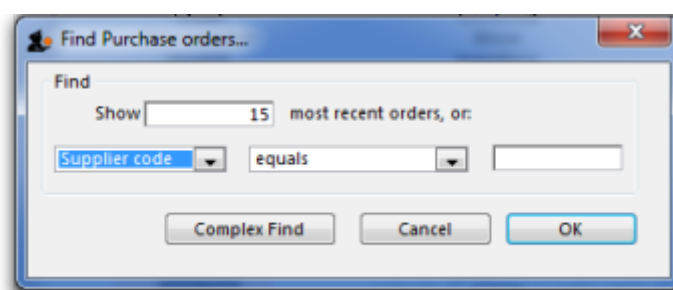 Find Purchase orders...
Find
Show 15 most recent orders, or:
Supplier code equals
Complex Find Cancel OK